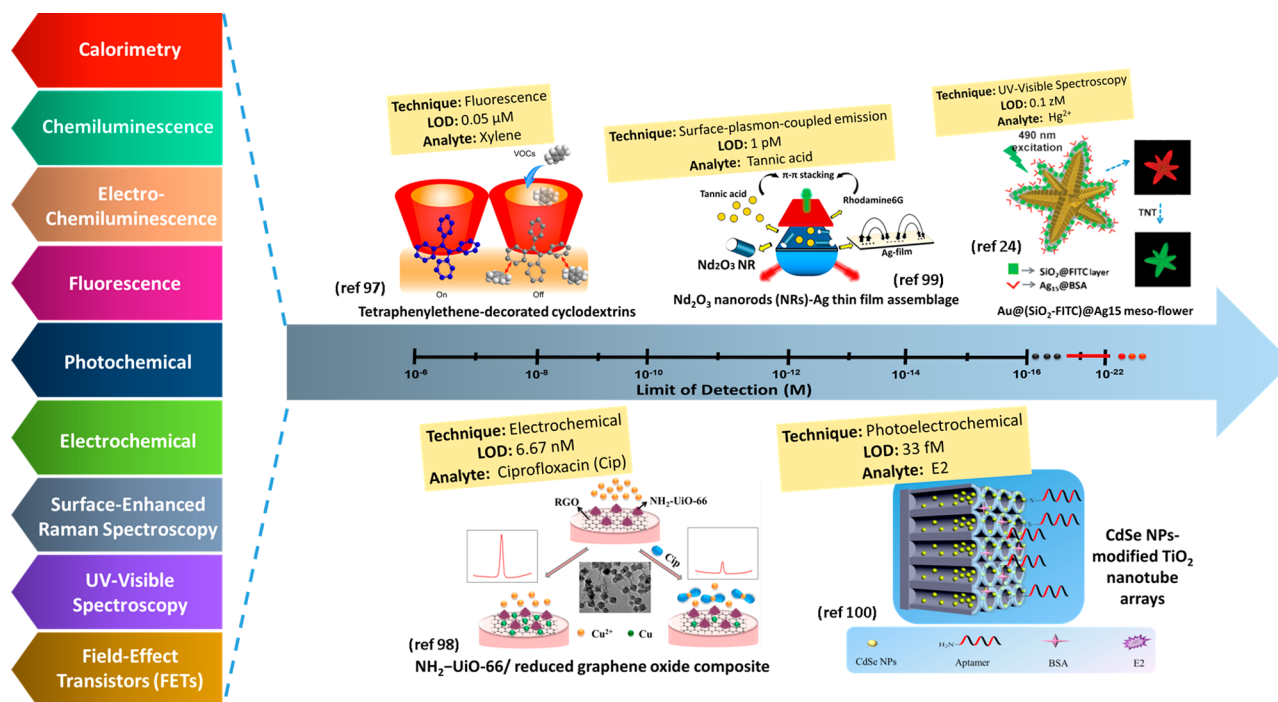 Calorimetry
Chemiluminescence
Electro-
Chemiluminescence
Fluorescence
Photochemical
Electrochemical
Surface-Enhanced
Raman Spectroscopy
UV-Visible
Spectroscopy
Field-Effect
Transistors (FETs)
Technique: Fluorescence
LOD: 0.05 µM
Analyte: Xylene
VOCs
On
Off
(ref 97)
Tetraphenylethene-decorated cyclodextrins
Technique: Surface-plasmon-coupled emission
LOD: 1 pM
Analyte: Tannic acid
π-π stacking
Tannic acid
Rhodamine6G
Nd₂O₃ NR
Ag-film
(ref 99)
Nd₂O₃ nanorods (NRs)-Ag thin film assemblage
Technique: UV-Visible Spectroscopy
LOD: 0.1 zM
Analyte: Hg²⁺
490 nm
excitation
TNT
(ref 24)
SiO₂@FITC layer
Ag₁₅@BSA
Au@(SiO₂-FITC)@Ag15 meso-flower
10⁻⁶
10⁻⁸
10⁻¹⁰
10⁻¹²
10⁻¹⁴
10⁻¹⁶
10⁻²²
Limit of Detection (M)
Technique: Electrochemical
LOD: 6.67 nM
Analyte: Ciprofloxacin (Cip)
RGO
NH₂-UiO-66
Cip
Cu²⁺
Cu
(ref 98)
NH₂–UiO-66/ reduced graphene oxide composite
Technique: Photoelectrochemical
LOD: 33 fM
Analyte: E2
CdSe NPs-
modified TiO₂
nanotube
arrays
(ref 100)
H₂N
CdSe NPs
Aptamer
BSA
E2